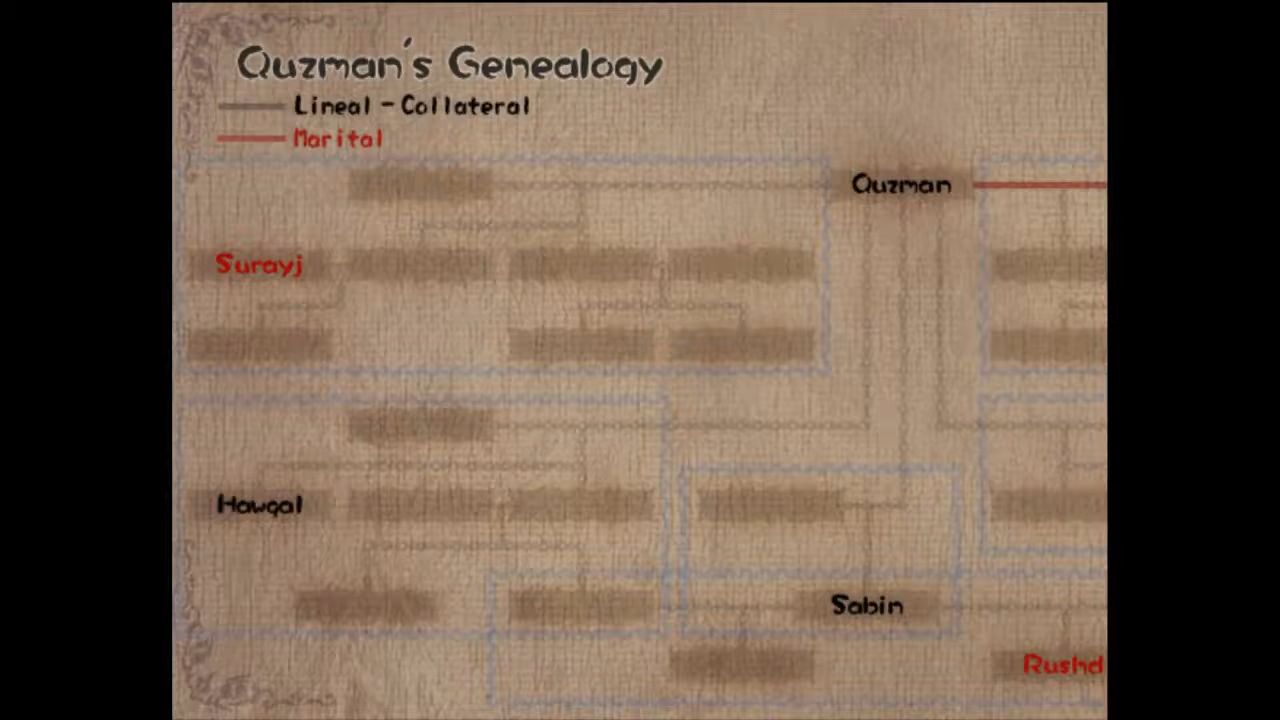 Quzman's Genealogy
Lineal - Collateral
Marital
Quzman
Surayj
Hawqal
Sabin
Rushd